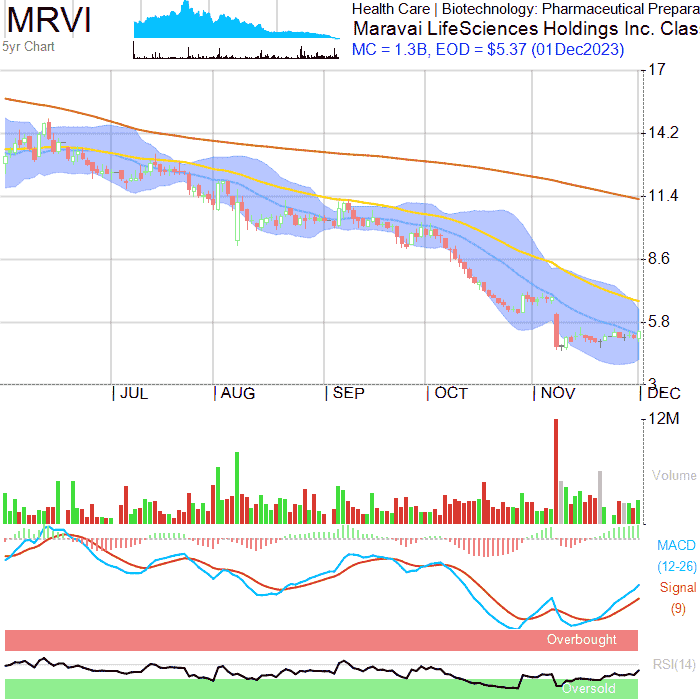 MRVI
5yr Chart
Health Care | Biotechnology: Pharmaceutical Prepara
Maravai LifeSciences Holdings Inc. Clas
MC = 1.3B, EOD = $5.37 (01Dec2023)
17
14.2
11.4
8.6
5.8
3
JUL
AUG
SEP
OCT
NOV
DEC
12M
Volume
MACD
(12-26)
Signal
(9)
Overbought
RSI(14)
Oversold